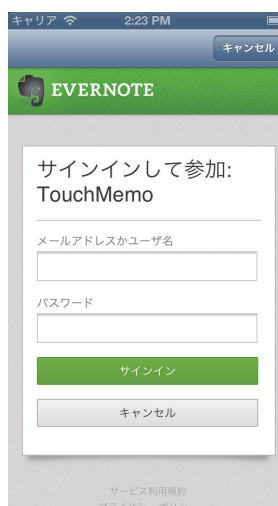 キャリア 2:23 PM
キャンセル
EVERNOTE
サインインして参加:
TouchMemo
メールアドレスかユーザ名
パスワード
サインイン
キャンセル
サービス利用規約